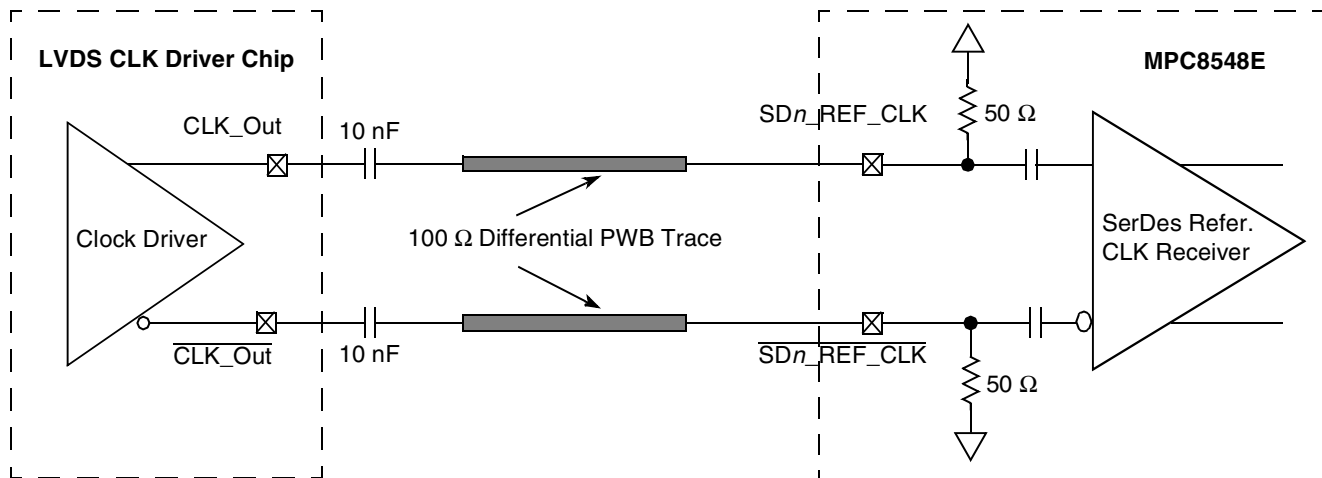 LVDS CLK Driver Chip
MPC8548E
CLK_Out
10 nF
SDn_REF_CLK
50 Ω
Clock Driver
100 Ω Differential PWB Trace
SerDes Refer.
CLK Receiver
CLK_Out
10 nF
SDn_REF_CLK
50 Ω